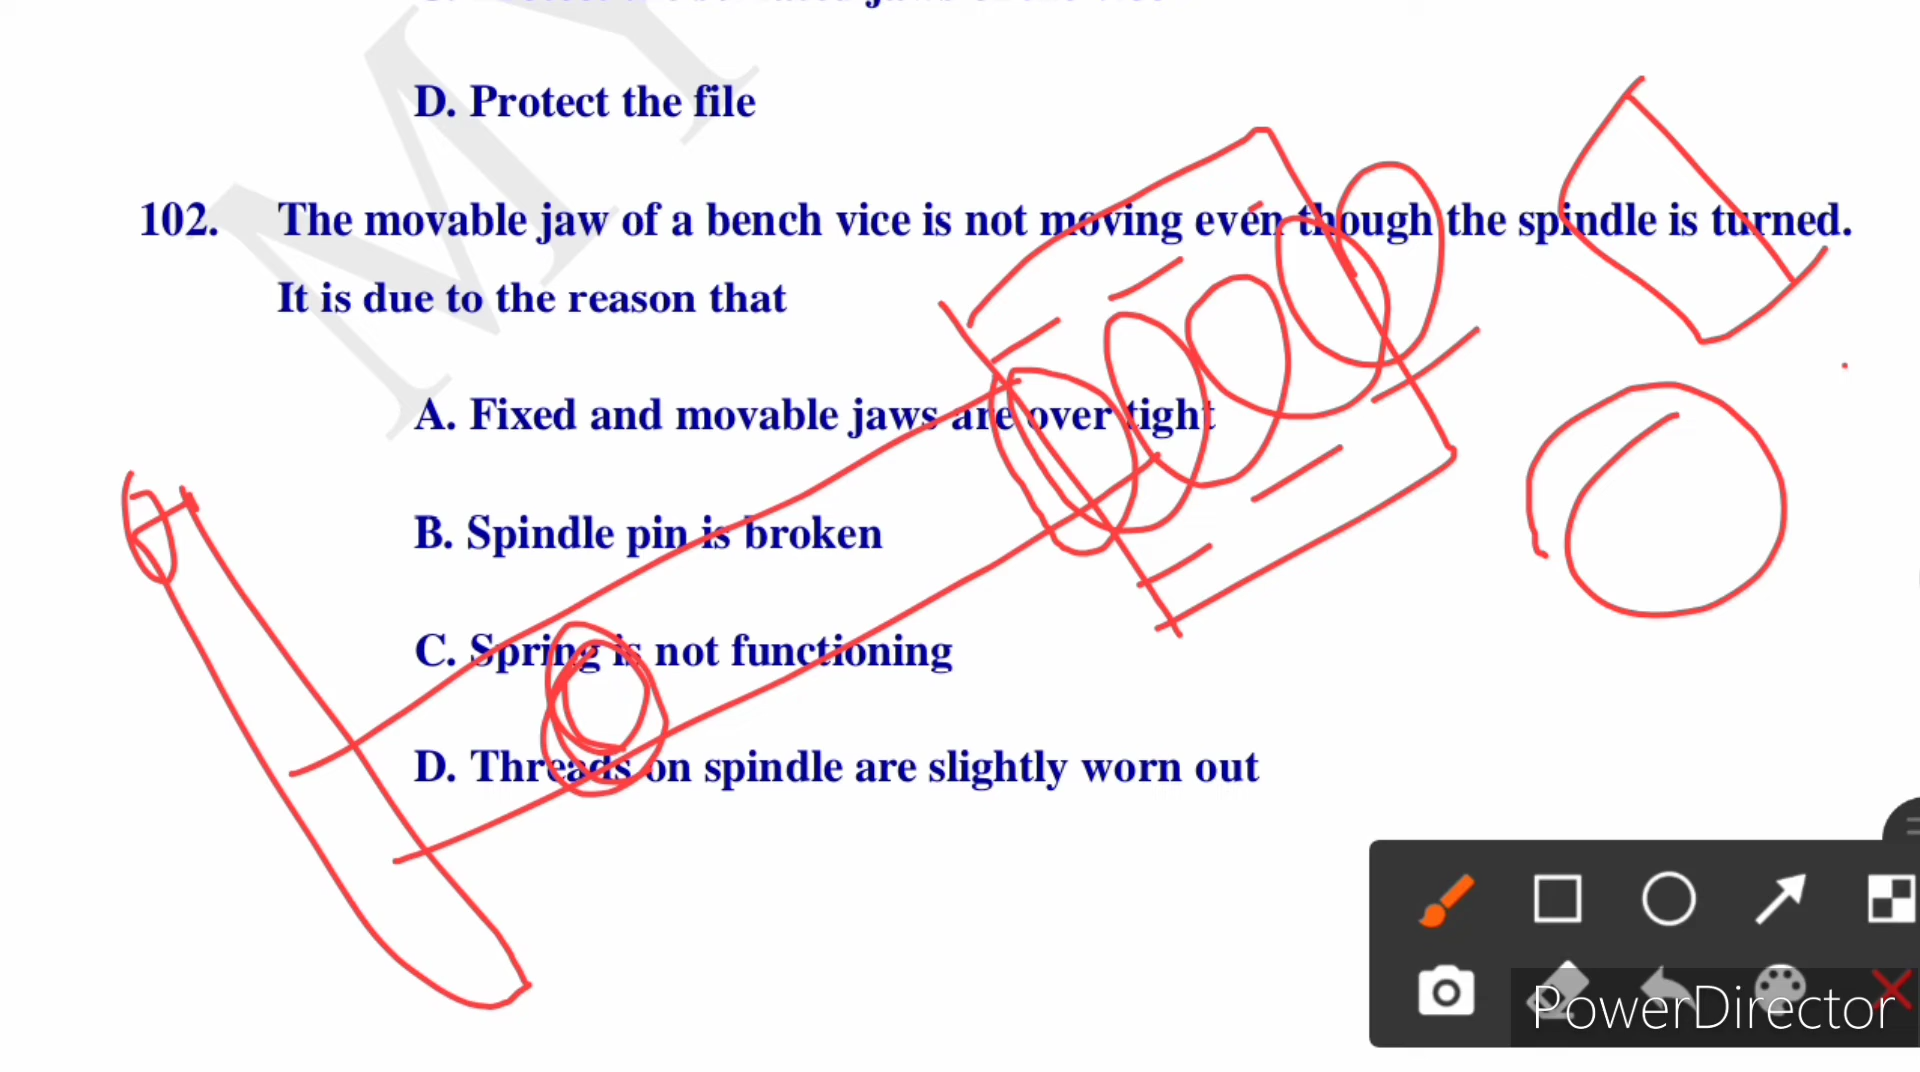 D. Protect the file
102. The movable jaw of a bench vice is not moving even though the spindle is turned.
It is due to the reason that
A. Fixed and movable jaws are over tight
B. Spindle pin is broken
C. Spring is not functioning
D. Threads on spindle are slightly worn out
PowerDirector
MY